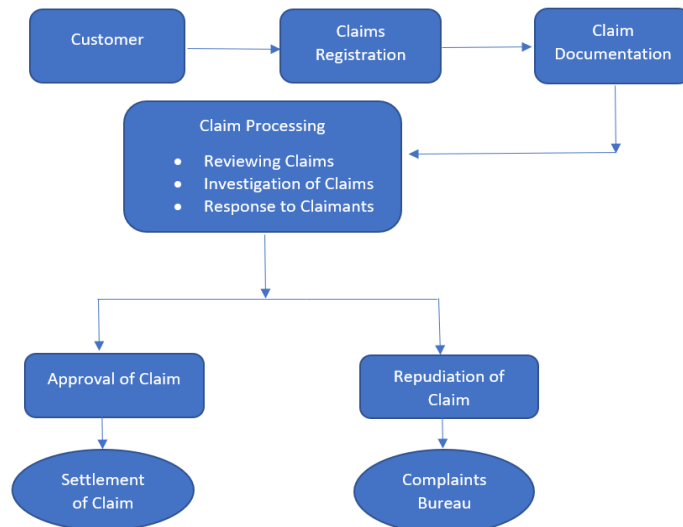 Customer
Claims
Registration
Claim
Documentation
Claim Processing
• Reviewing Claims
• Investigation of Claims
• Response to Claimants
Approval of Claim
Repudiation of
Claim
Settlement
of Claim
Complaints
Bureau